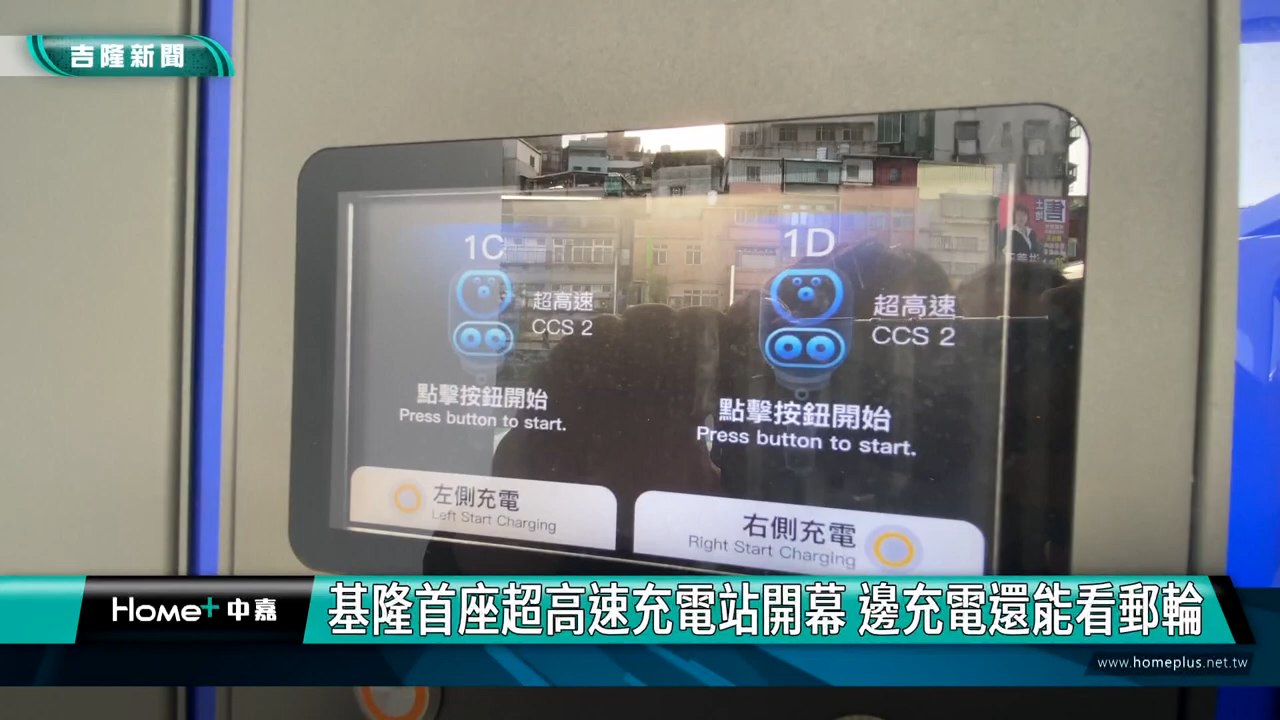 吉隆新聞
1C
超高速
CCS 2
點擊按鈕開始
Press button to start.
左側充電
Left Start Charging
1D
超高速
CCS 2
點擊按鈕開始
Press button to start.
右側充電
Right Start Charging
書
Home+ 中嘉
基隆首座超高速充電站開幕 邊充電還能看郵輪
www.homeplus.net.tw